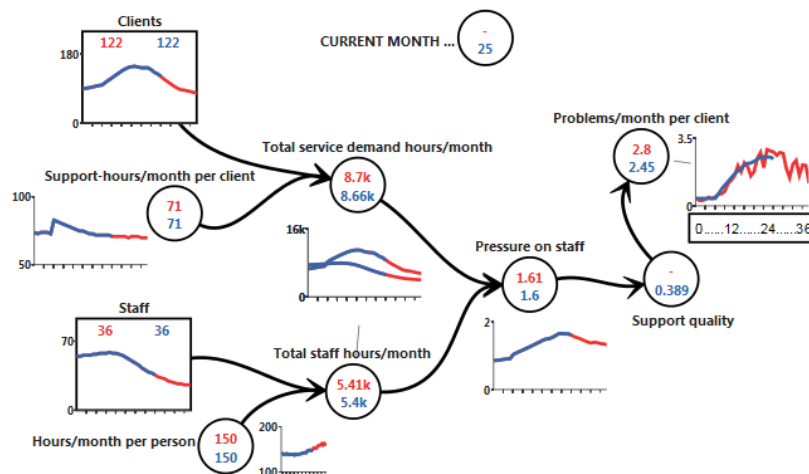 Clients
122 122
180
0
CURRENT MONTH ...
-
25
Problems/month per client
2.8
2.45
3.5
0
0......12......24.....36
Total service demand hours/month
8.7k
8.66k
Support-hours/month per client
71
71
100
50
16k
0
Pressure on staff
1.61
1.6
2
0
-
0.389
Support quality
Staff
36 36
70
0
Total staff hours/month
5.41k
5.4k
Hours/month per person
150
150
200
100